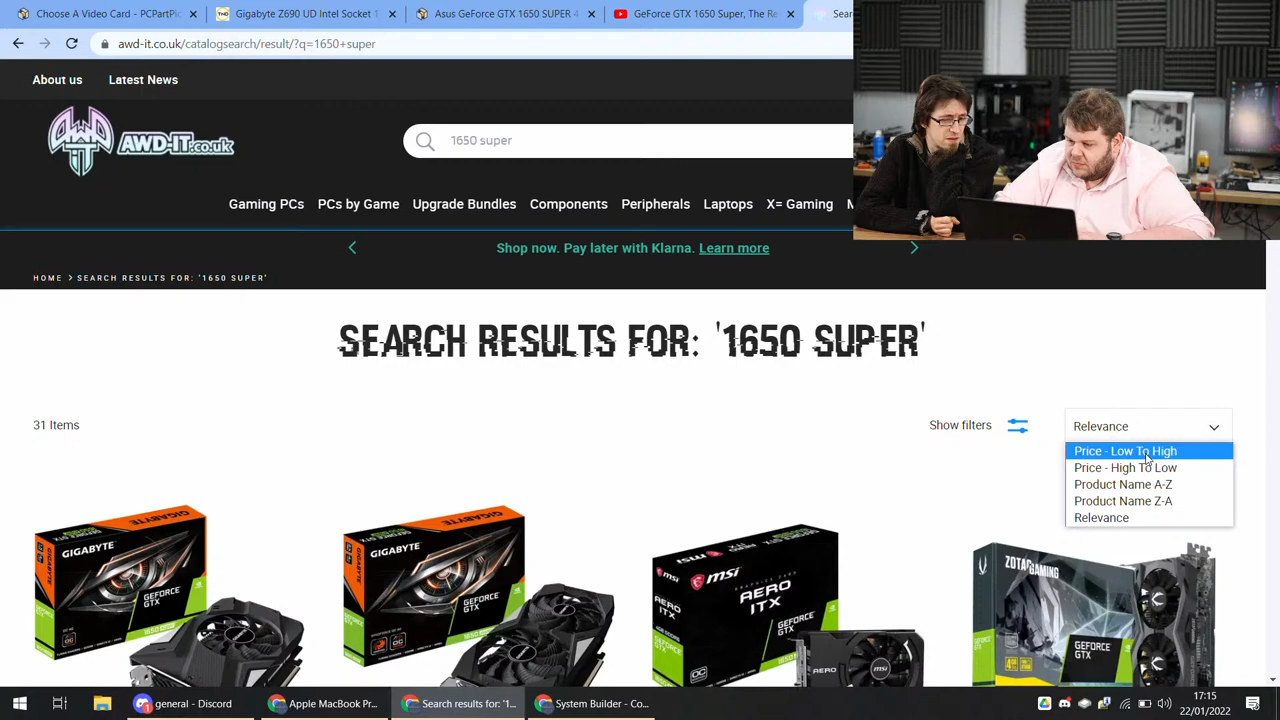 Choose A Video Card - PCPartPic
Gigabyte Z690 UD Intel Socket 1
Asus GeForce GTX 1650 SUPER 4
GeForce GTX 1650 Super, The Re
Sear
awd-it.co.uk/catalogsearch/result/?q=1650+super
About us
Latest News
AWD-IT.co.uk
1650 super
Gaming PCs
PCs by Game
Upgrade Bundles
Components
Peripherals
Laptops
X= Gaming
M
Shop now. Pay later with Klarna. Learn more
HOME > SEARCH RESULTS FOR: '1650 SUPER'
SEARCH RESULTS FOR: '1650 SUPER'
31 Items
Show filters
Relevance
Price - Low To High
Price - High To Low
Product Name A-Z
Product Name Z-A
Relevance
GIGABYTE
GEFORCE
GTX
GIGABYTE
GEFORCE
GTX
msi
AERO
ITX
AERO
ITX
GEFORCE
GTX
OC
AERO
msi
ZOTAC GAMING
GEFORCE
GTX
general - Discord
Apple MacBook P
Search results for: '1...
System Builder - Co...
17:15
22/01/2022